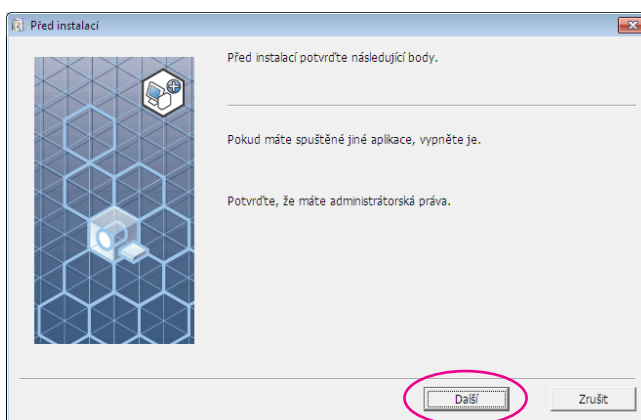 Před instalací
Před instalací potvrďte následující body.
Pokud máte spuštěné jiné aplikace, vypněte je.
Potvrďte, že máte administrátorská práva.
Další
Zrušit